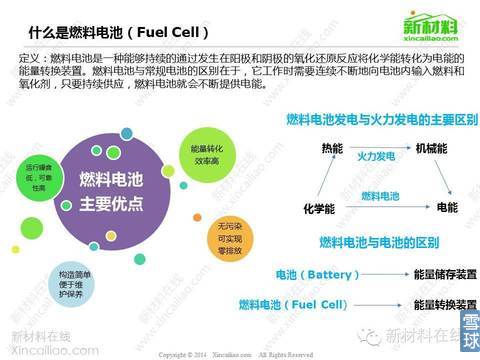 什么是燃料电池（Fuel Cell）
新材料
xincailiao.com
定义：燃料电池是一种能够持续的通过发生在阳极和阴极的氧化还原反应将化学能转化为电能的
能量转换装置。燃料电池与常规电池的区别在于，它工作时需要连续不断地向电池内输入燃料和
氧化剂，只要持续供应，燃料电池就会不断提供电能。
燃料电池
主要优点
能量转化
效率高
运行噪音
低，可靠
性高
无污染
可实现
零排放
构造简单
便于维
护保养
燃料电池发电与火力发电的主要区别
热能
火力发电
机械能
燃料电池
化学能
电能
燃料电池与电池的区别
电池（Battery）
能量储存装置
燃料电池（Fuel Cell）
能量转换装置
新材料在线
Xincailiao.com
Copyright © 2014 Xincailiao.com All Rights Reserved
新材料在线
雪球